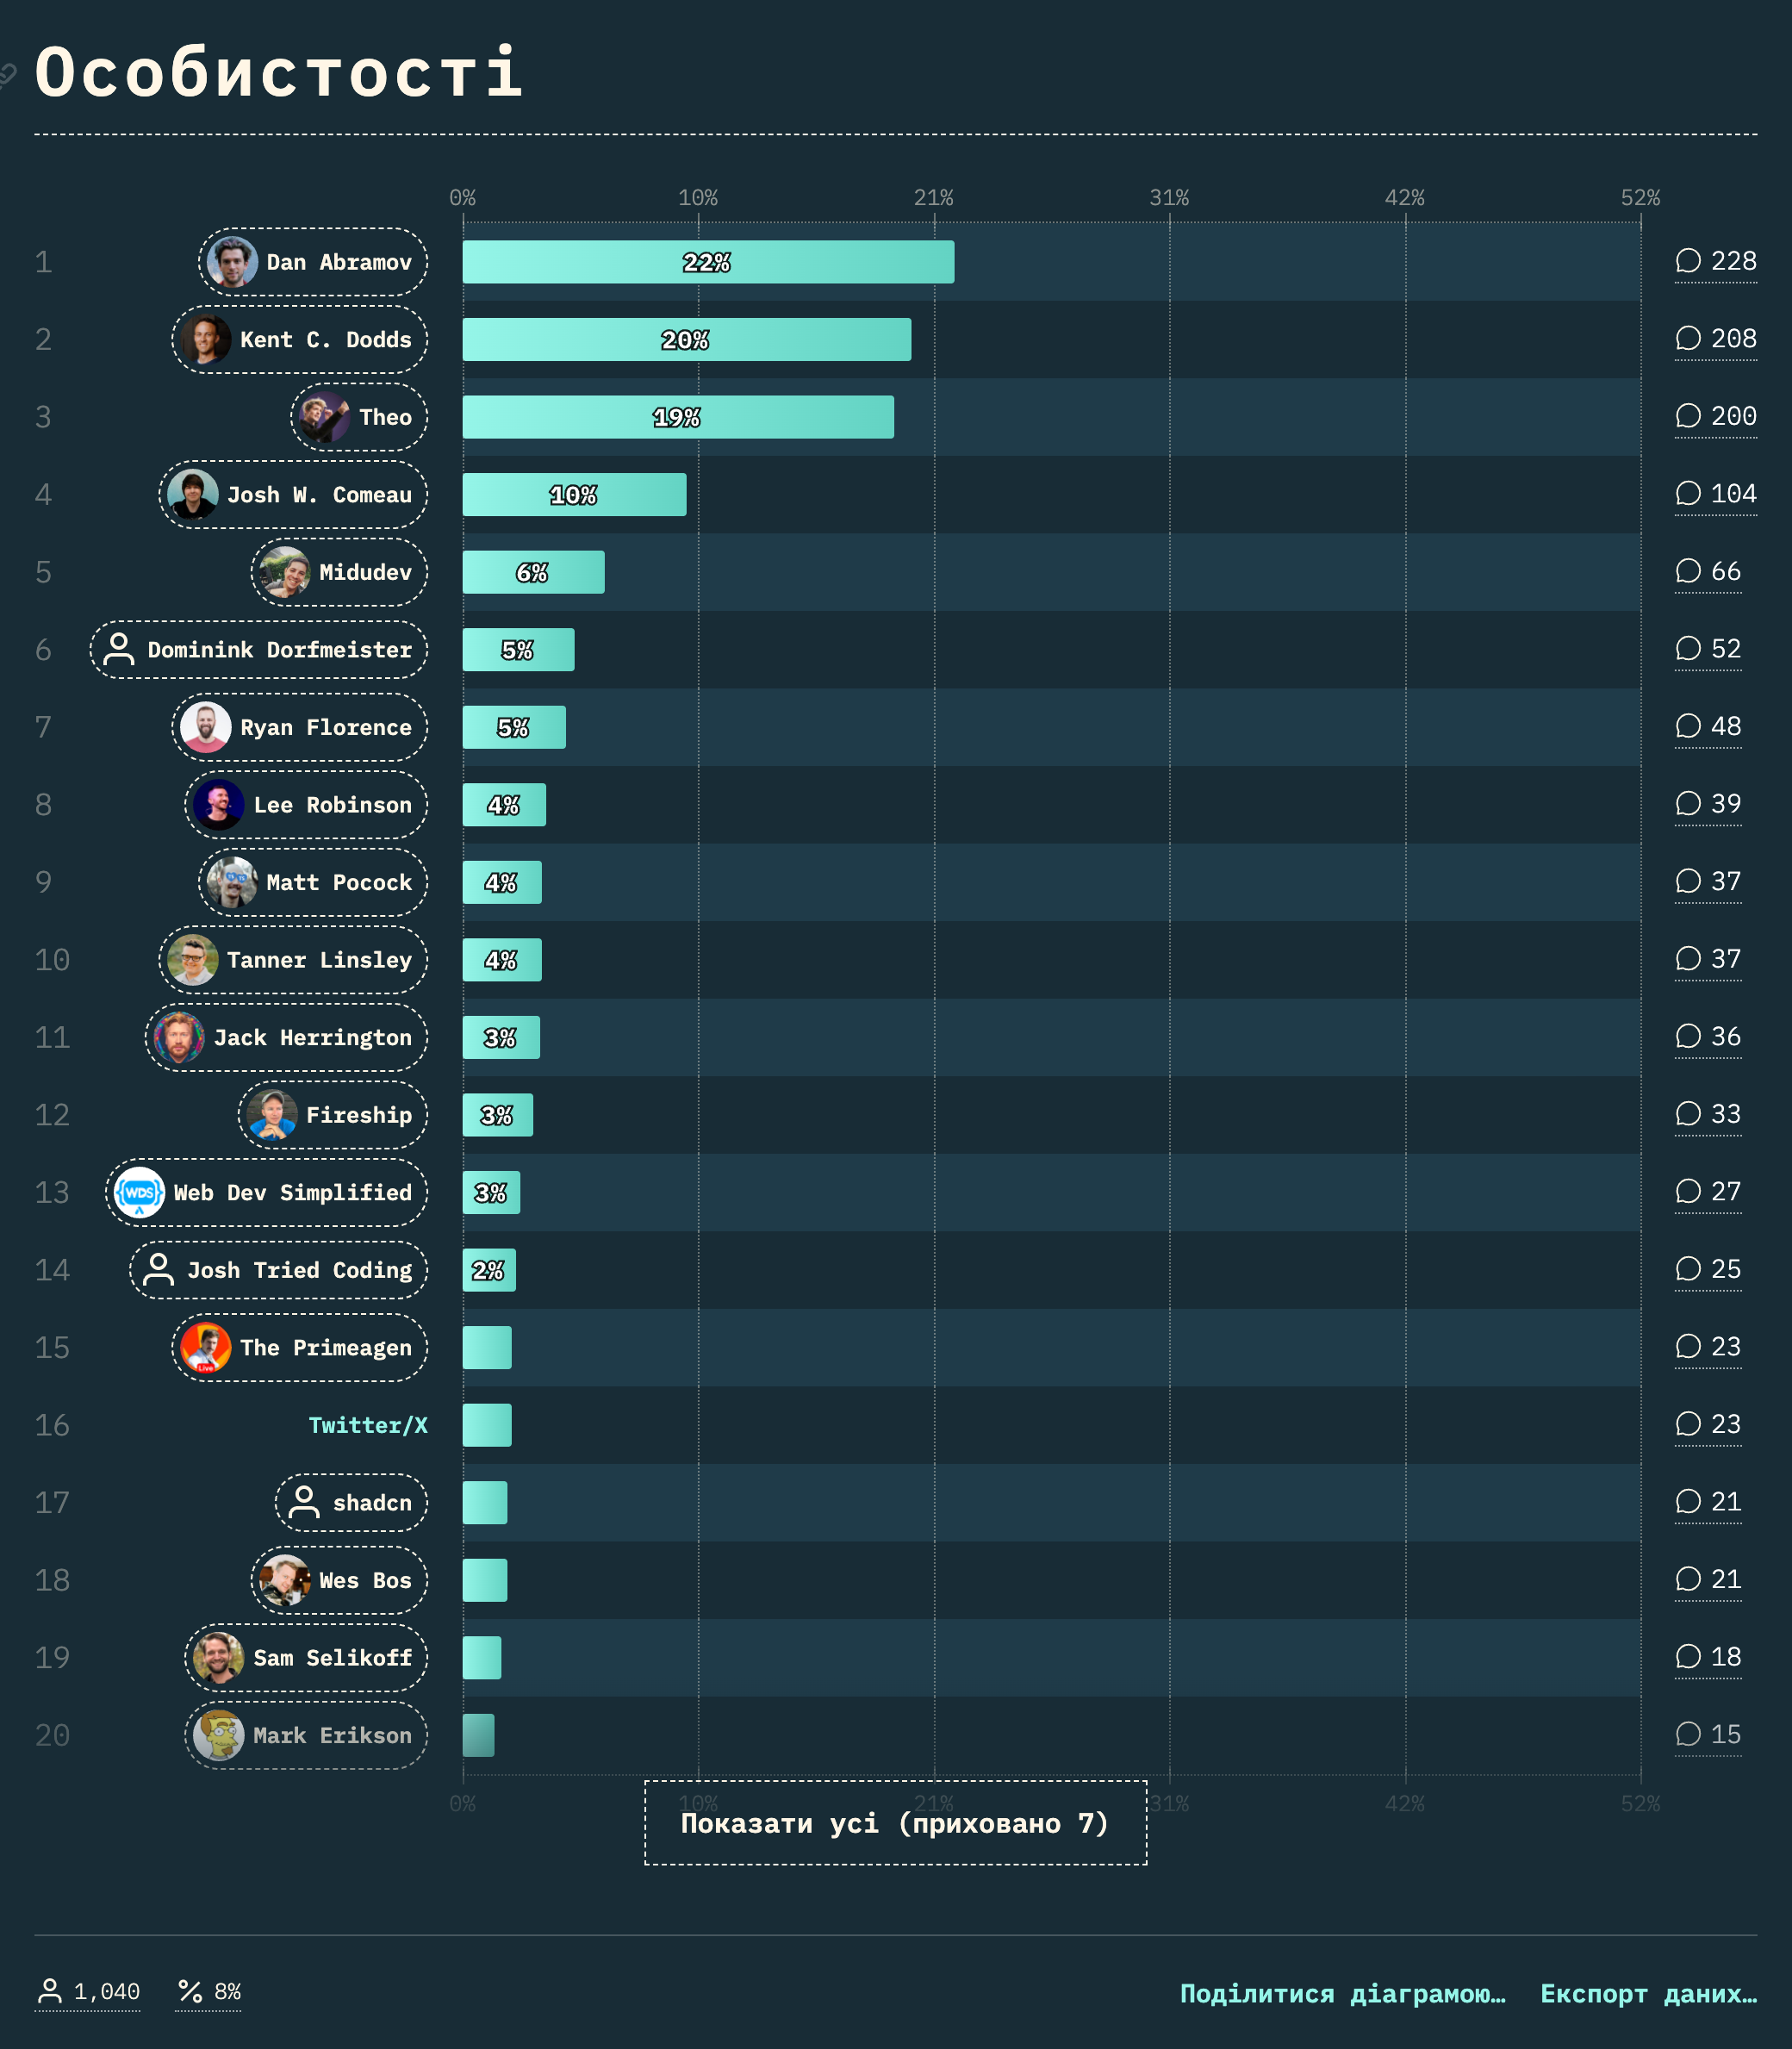 Особистості
0% 10% 21% 31% 42% 52%
1 Dan Abramov 22% 228
2 Kent C. Dodds 20% 208
3 Theo 19% 200
4 Josh W. Comeau 10% 104
5 Midudev 6% 66
6 Dominink Dorfmeister 5% 52
7 Ryan Florence 5% 48
8 Lee Robinson 4% 39
9 Matt Pocock 4% 37
10 Tanner Linsley 4% 37
11 Jack Herrington 3% 36
12 Fireship 3% 33
13 WDS Web Dev Simplified 3% 27
14 Josh Tried Coding 2% 25
15 Live The Primeagen 23
16 Twitter/X 23
17 shadcn 21
18 Wes Bos 21
19 Sam Selikoff 18
20 Mark Erikson 15
0% 10% 21% 31% 42% 52%
Показати усі (приховано 7)
1,040 % 8% Поділитися діаграмою… Експорт даних…